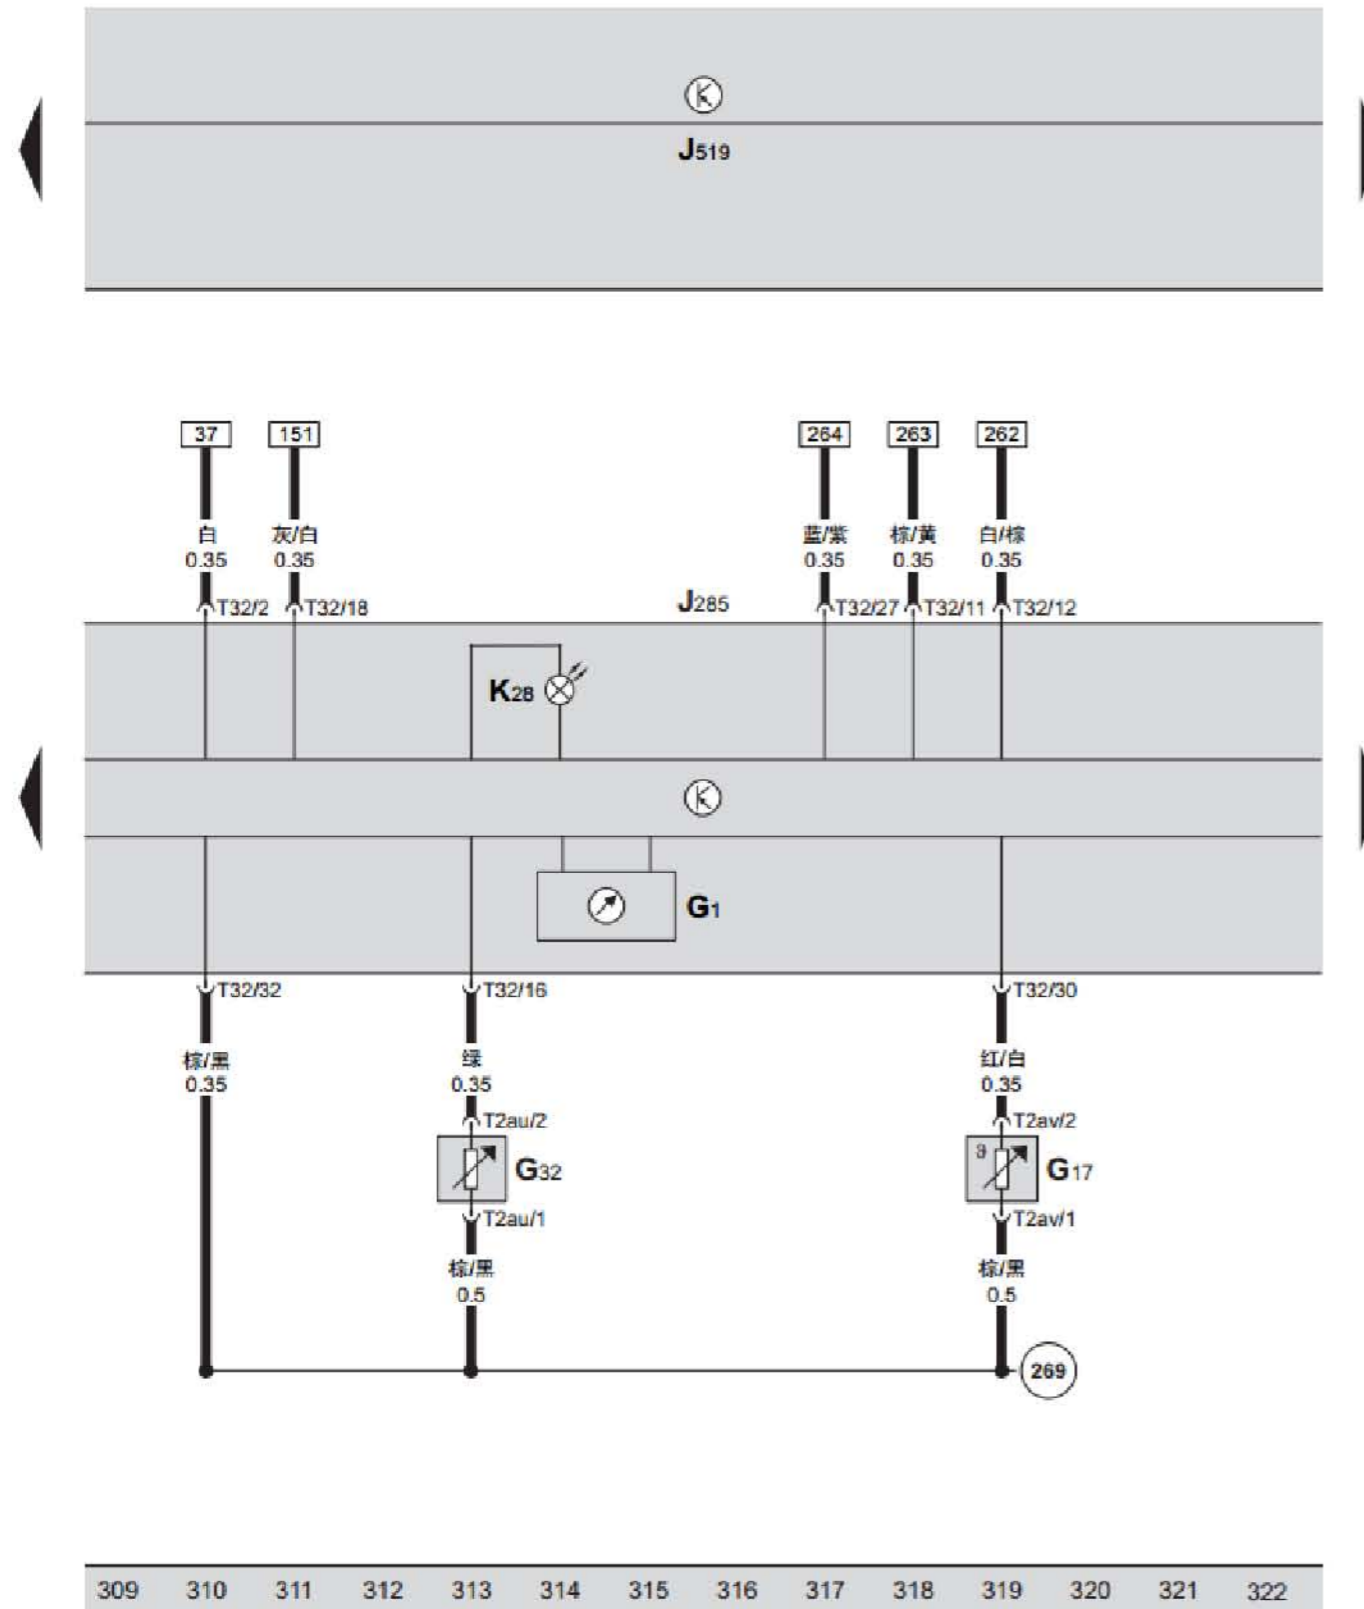 J519
37 151 264 263 262
白 灰/白 蓝/紫 棕/黄 白/棕
0.35 0.35 0.35 0.35 0.35
T32/2 T32/18 J285 T32/27 T32/11 T32/12
K28
G1
T32/32 T32/16 T32/30
棕/黑 绿 红/白
0.35 0.35 0.35
T2au/2 T2av/2
G32 ϑ G17
T2au/1 T2av/1
棕/黑 棕/黑
0.5 0.5
269
309 310 311 312 313 314 315 316 317 318 319 320 321 322